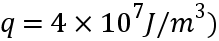 q = 4 × 10⁷J/m³)